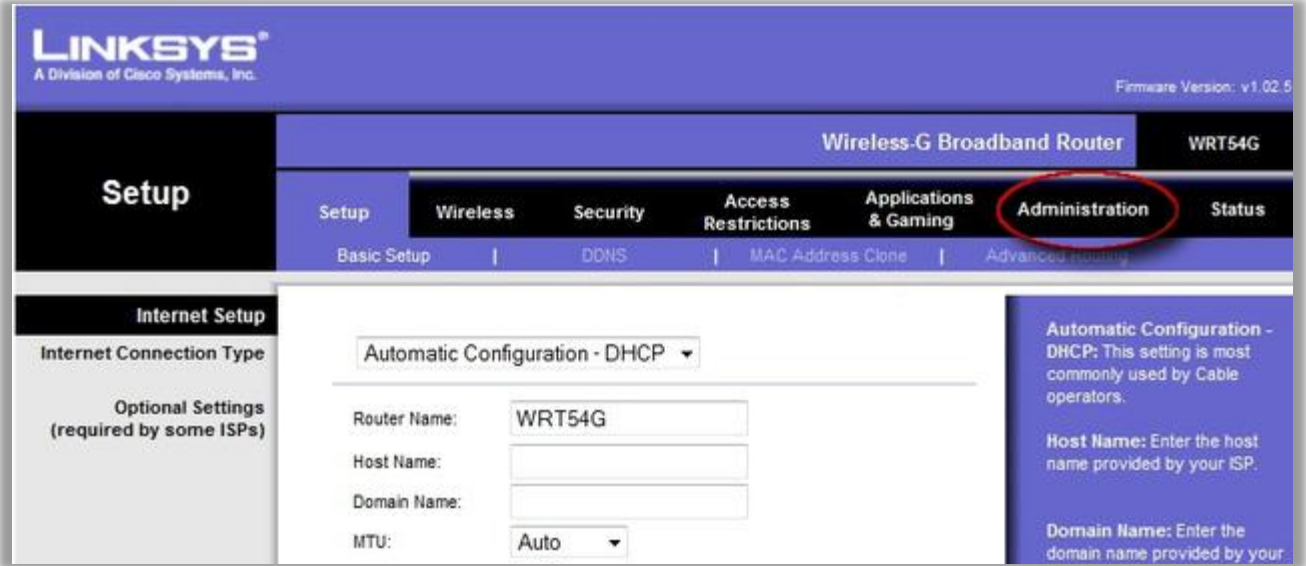 LINKSYS®
A Division of Cisco Systems, Inc.
Firmware Version: v1.02.5
Wireless-G Broadband Router WRT54G
Setup
Setup Wireless Security Access Restrictions Applications & Gaming Administration Status
Basic Setup | DDNS | MAC Address Clone | Advanced Routing
Internet Setup
Internet Connection Type
Automatic Configuration - DHCP
Optional Settings
(required by some ISPs)
Router Name: WRT54G
Host Name:
Domain Name:
MTU: Auto
Automatic Configuration -
DHCP: This setting is most
commonly used by Cable
operators.
Host Name: Enter the host
name provided by your ISP.
Domain Name: Enter the
domain name provided by your